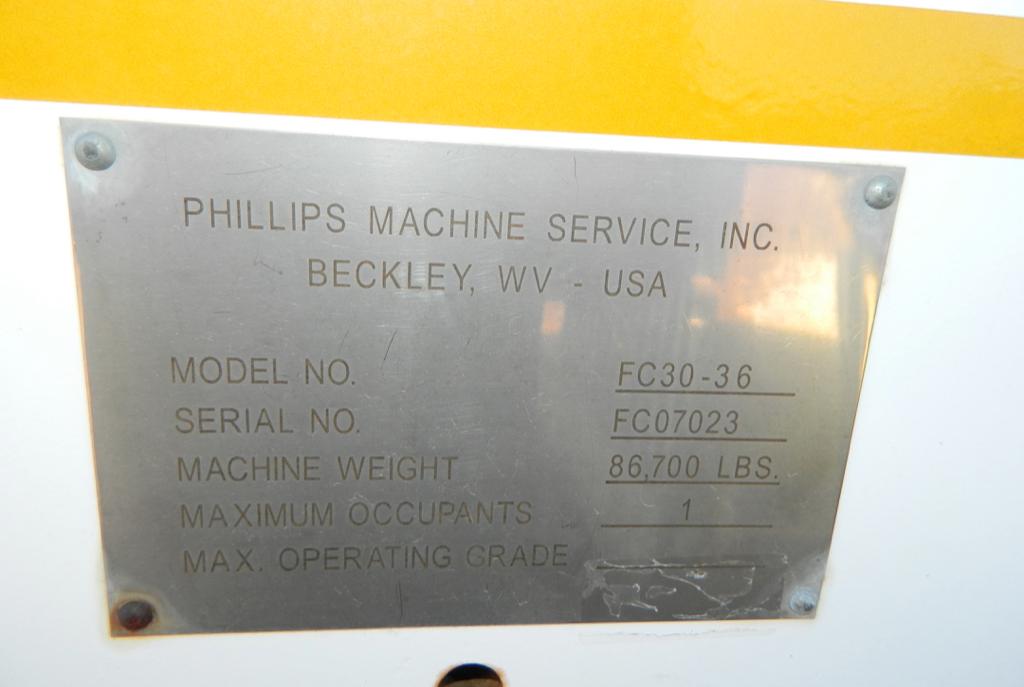 PHILLIPS MACHINE SERVICE, INC.
BECKLEY, WV - USA
MODEL NO. FC30-36
SERIAL NO. FC07023
MACHINE WEIGHT 86,700 LBS.
MAXIMUM OCCUPANTS 1
MAX. OPERATING GRADE